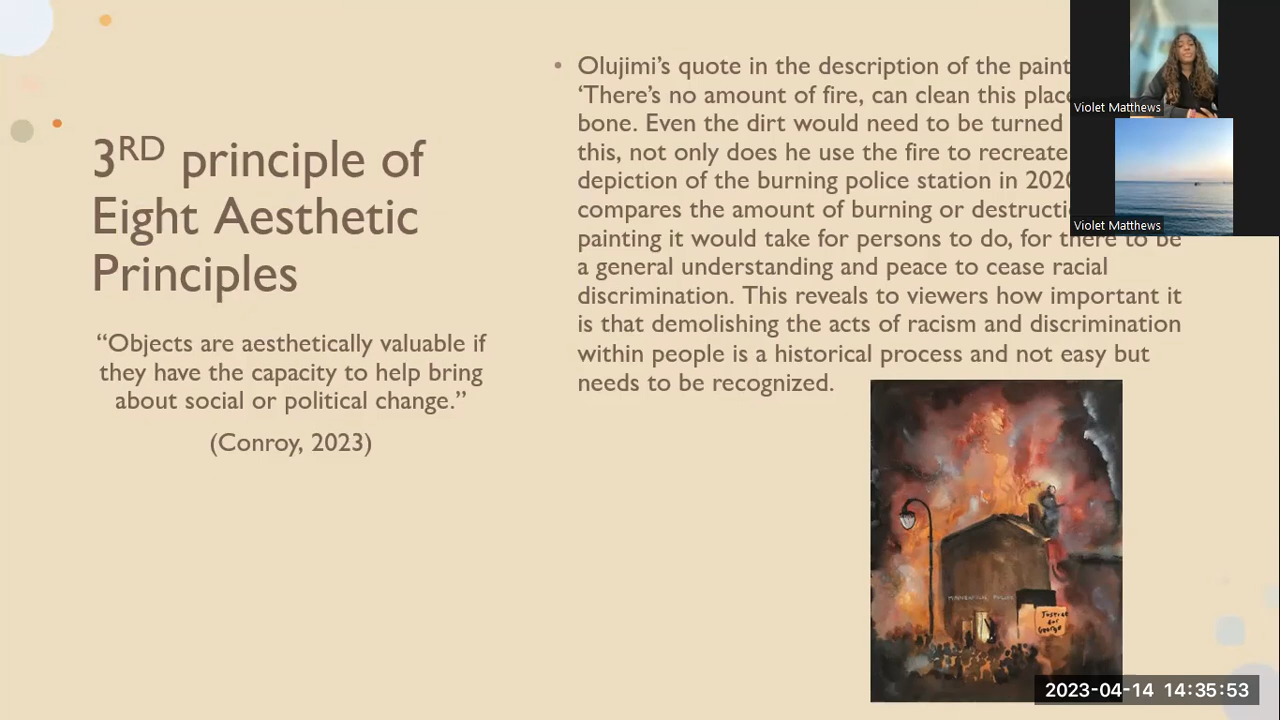 3RD principle of
Eight Aesthetic
Principles
“Objects are aesthetically valuable if
they have the capacity to help bring
about social or political change.”
(Conroy, 2023)
• Olujimi’s quote in the description of the paint
‘There’s no amount of fire, can clean this place
bone. Even the dirt would need to be turned
this, not only does he use the fire to recreate
depiction of the burning police station in 2020
compares the amount of burning or destructi
painting it would take for persons to do, for there to be
a general understanding and peace to cease racial
discrimination. This reveals to viewers how important it
is that demolishing the acts of racism and discrimination
within people is a historical process and not easy but
needs to be recognized.
Violet Matthews
Violet Matthews
Justice
for
George
2023-04-14 14:35:53